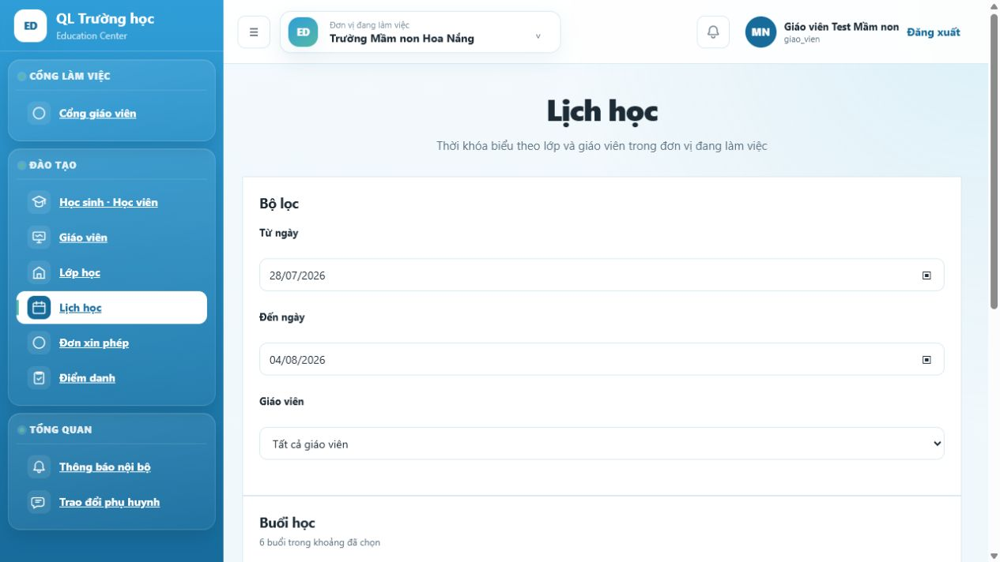 ED
QL Trường học
Education Center
CỔNG LÀM VIỆC
Cổng giáo viên
ĐÀO TẠO
Học sinh - Học viên
Giáo viên
Lớp học
Lịch học
Đơn xin phép
Điểm danh
TỔNG QUAN
Thông báo nội bộ
Trao đổi phụ huynh
ED
Đơn vị đang làm việc
Trường Mầm non Hoa Nắng
v
MN
Giáo viên Test Mầm non
giao_vien
Đăng xuất
Lịch học
Thời khóa biểu theo lớp và giáo viên trong đơn vị đang làm việc
Bộ lọc
Từ ngày
28/07/2026
Đến ngày
04/08/2026
Giáo viên
Tất cả giáo viên
Buổi học
6 buổi trong khoảng đã chọn